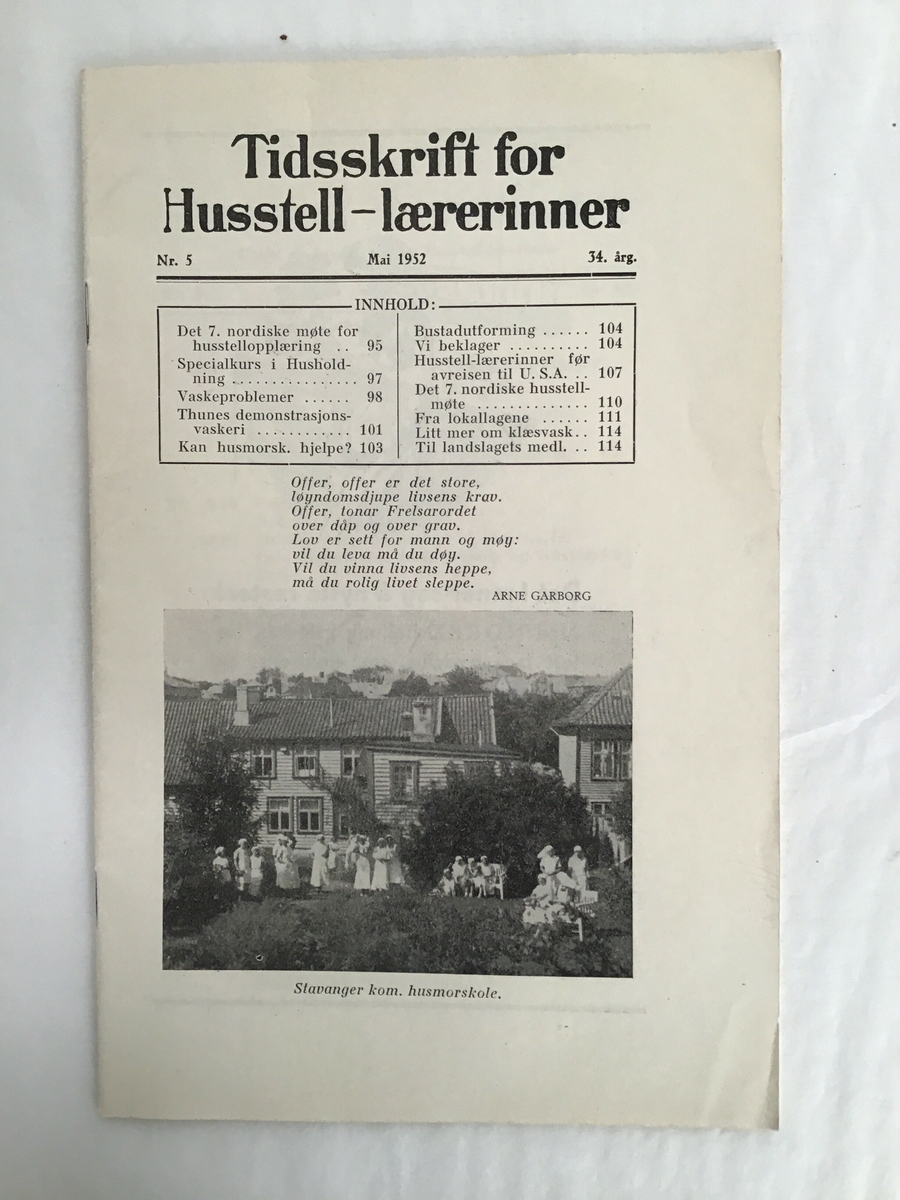 Tidsskrift for
Husstell-lærerinner
Nr. 5 Mai 1952 34. årg.
INNHOLD:
Det 7. nordiske møte for
husstellopplæring .. 95
Specialkurs i Hushold-
ning ............... 97
Vaskeproblemer ...... 98
Thunes demonstrasjons-
vaskeri ............ 101
Kan husmorsk. hjelpe? 103
Bustadutforming ...... 104
Vi beklager .......... 104
Husstell-lærerinner før
avreisen til U. S.A. .. 107
Det 7. nordiske husstell-
møte .............. 110
Fra lokallagene ...... 111
Litt mer om klæsvask.. 114
Til landslagets medl. .. 114
Offer, offer er det store,
løyndomsdjupe livsens krav.
Offer, tonar Frelsarordet
over dåp og over grav.
Lov er sett for mann og møy:
vil du leva må du døy.
Vil du vinna livsens heppe,
må du rolig livet sleppe.
ARNE GARBORG
Stavanger kom. husmorskole.